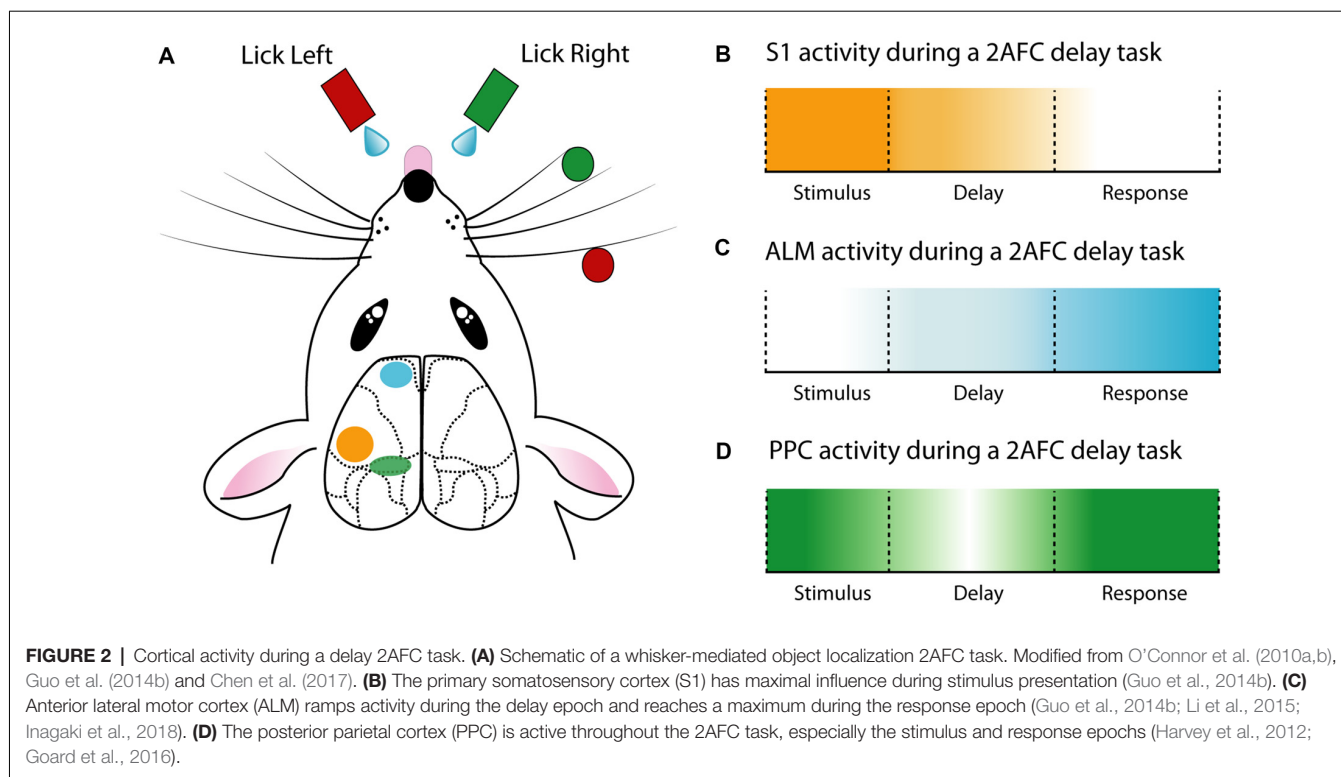 A
Lick Left
Lick Right
B
S1 activity during a 2AFC delay task
Stimulus
Delay
Response
C
ALM activity during a 2AFC delay task
Stimulus
Delay
Response
D
PPC activity during a 2AFC delay task
Stimulus
Delay
Response
FIGURE 2 | Cortical activity during a delay 2AFC task. (A) Schematic of a whisker-mediated object localization 2AFC task. Modified from O’Connor et al. (2010a,b),
Guo et al. (2014b) and Chen et al. (2017). (B) The primary somatosensory cortex (S1) has maximal influence during stimulus presentation (Guo et al., 2014b). (C)
Anterior lateral motor cortex (ALM) ramps activity during the delay epoch and reaches a maximum during the response epoch (Guo et al., 2014b; Li et al., 2015;
Inagaki et al., 2018). (D) The posterior parietal cortex (PPC) is active throughout the 2AFC task, especially the stimulus and response epochs (Harvey et al., 2012;
Goard et al., 2016).